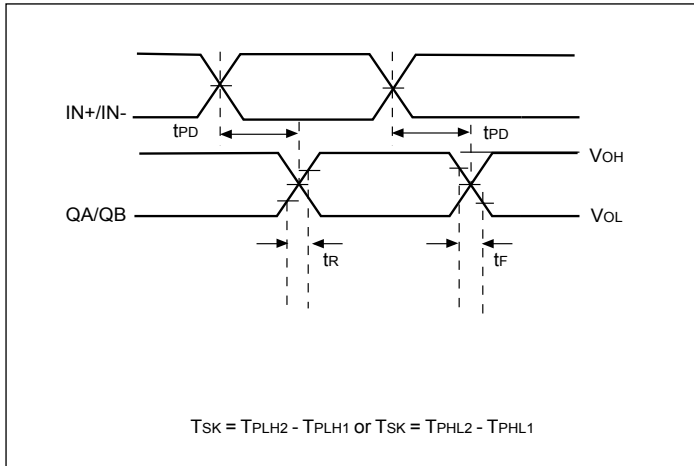 IN+/IN-
tPD
tPD
VOH
QA/QB
VOL
tR
tF
TSK = TPLH2 - TPLH1 or TSK = TPHL2 - TPHL1